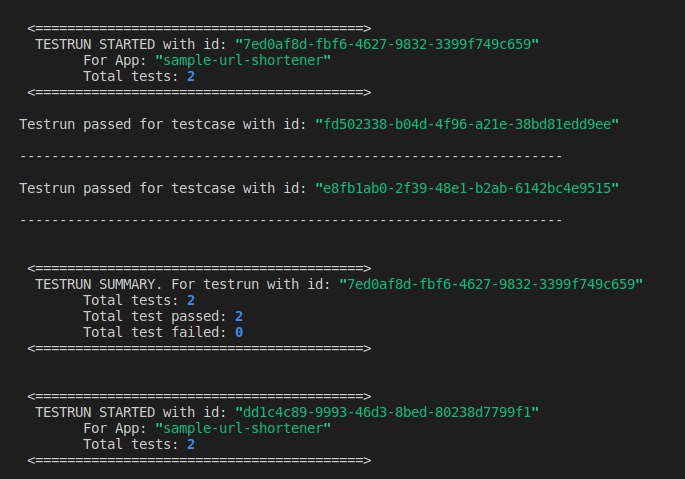 <=========================================>
TESTRUN STARTED with id: "7ed0af8d-fbf6-4627-9832-3399f749c659"
For App: "sample-url-shortener"
Total tests: 2
<=========================================>
Testrun passed for testcase with id: "fd502338-b04d-4f96-a21e-38bd81edd9ee"
--------------------------------------------------------------------
Testrun passed for testcase with id: "e8fb1ab0-2f39-48e1-b2ab-6142bc4e9515"
--------------------------------------------------------------------
<=========================================>
TESTRUN SUMMARY. For testrun with id: "7ed0af8d-fbf6-4627-9832-3399f749c659"
Total tests: 2
Total test passed: 2
Total test failed: 0
<=========================================>
<=========================================>
TESTRUN STARTED with id: "dd1c4c89-9993-46d3-8bed-80238d7799f1"
For App: "sample-url-shortener"
Total tests: 2
<=========================================>